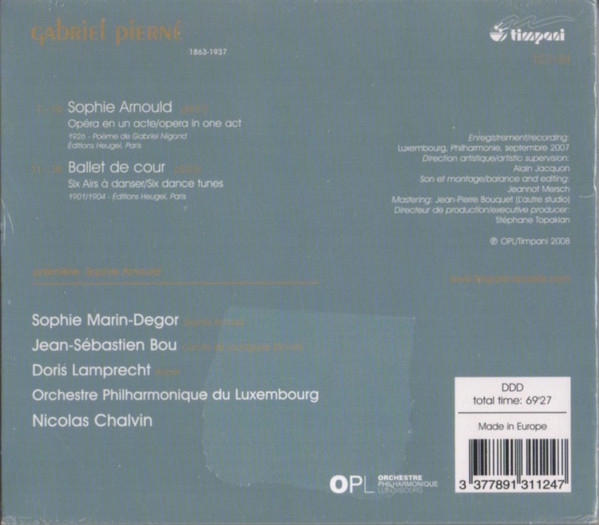 gabriel pierné
1863-1937
timpani
Sophie Arnould
Opéra en un acte/opera in one act
1926 - Poème de Gabriel Nigond
Éditions Heugel, Paris
Ballet de cour
Six Airs à danser/Six dance tunes
1901/1904 - Éditions Heugel, Paris
Enregistrement/recording:
Luxembourg, Philharmonie, septembre 2007
Direction artistique/artistic supervision:
Alain Jacquon
Son et montage/balance and editing:
Jeannot Mersch
Mastering: Jean-Pierre Bouquet (L'autre studio)
Directeur de production/executive producer:
Stéphane Topakian
℗ OPL/Timpani 2008
Sophie Arnould
Sophie Marin-Degor
Jean-Sébastien Bou
Doris Lamprecht
Orchestre Philharmonique du Luxembourg
Nicolas Chalvin
DDD
total time: 69'27
Made in Europe
3 377891 311247
OPL ORCHESTRE
PHILHARMONIQUE
LUXEMBOURG